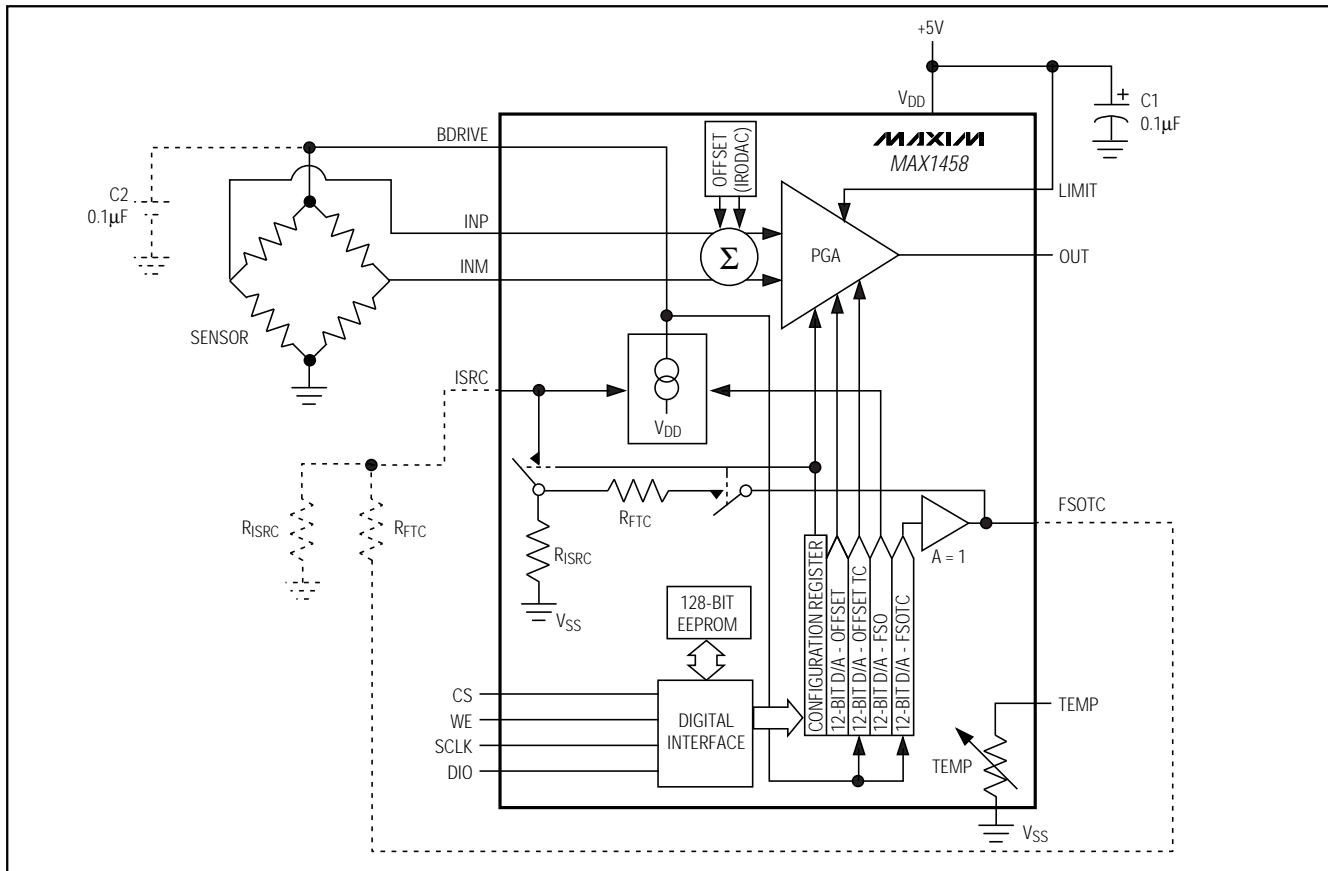 +5V
VDD
C1
0.1µF
MAXIM
MAX1458
BDRIVE
OFFSET
(IRODAC)
LIMIT
C2
0.1µF
INP
Σ
PGA
OUT
INM
SENSOR
ISRC
VDD
RFTC
FSOTC
RISRC
RFTC
RISRC
A = 1
VSS
128-BIT
EEPROM
CONFIGURATION REGISTER
12-BIT D/A - OFFSET
12-BIT D/A - OFFSET TC
12-BIT D/A - FSO
12-BIT D/A - FSOTC
CS
WE
SCLK
DIO
DIGITAL
INTERFACE
TEMP
TEMP
VSS